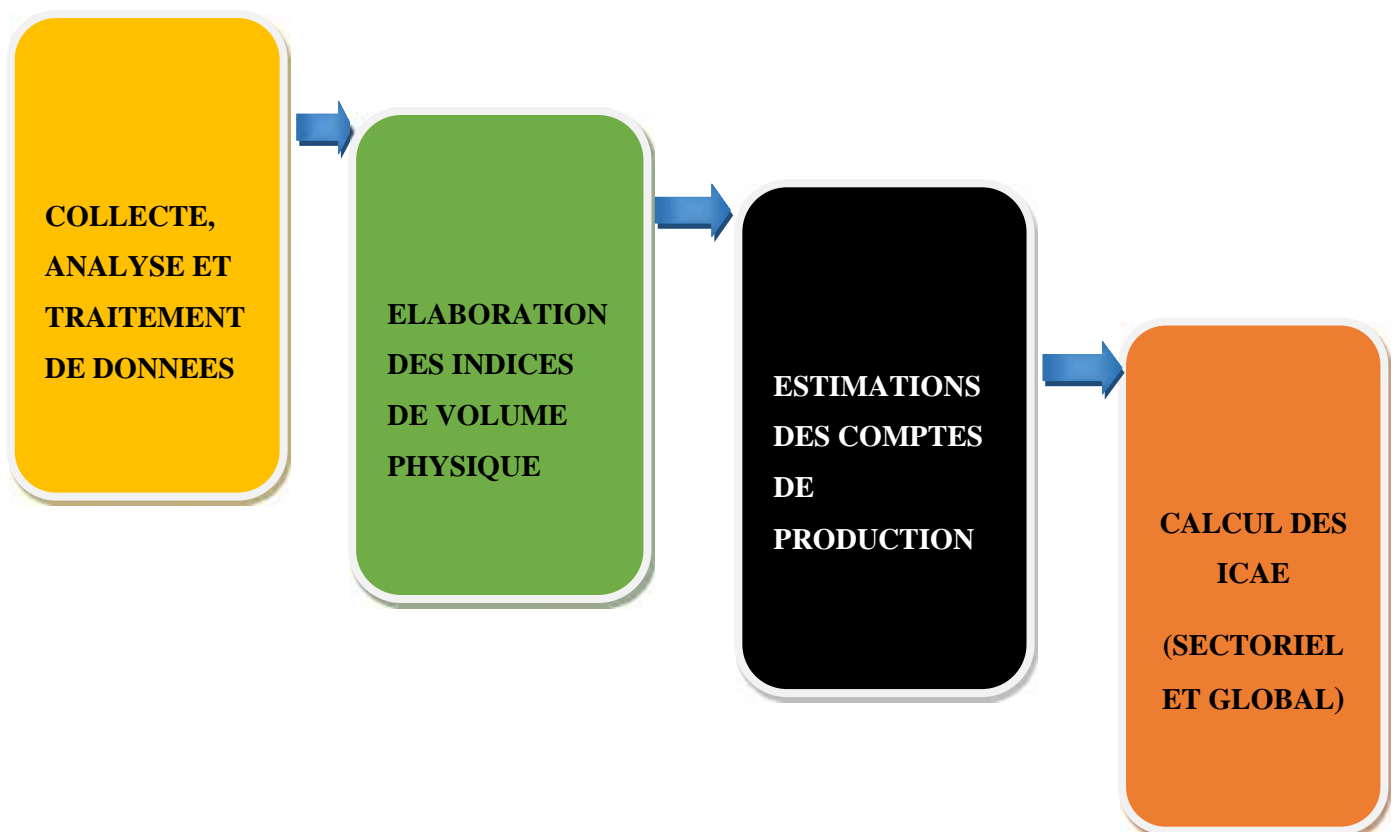 COLLECTE,
ANALYSE ET
TRAITEMENT
DE DONNEES
ELABORATION
DES INDICES
DE VOLUME
PHYSIQUE
ESTIMATIONS
DES COMPTES
DE
PRODUCTION
CALCUL DES
ICAE
(SECTORIEL
ET GLOBAL)